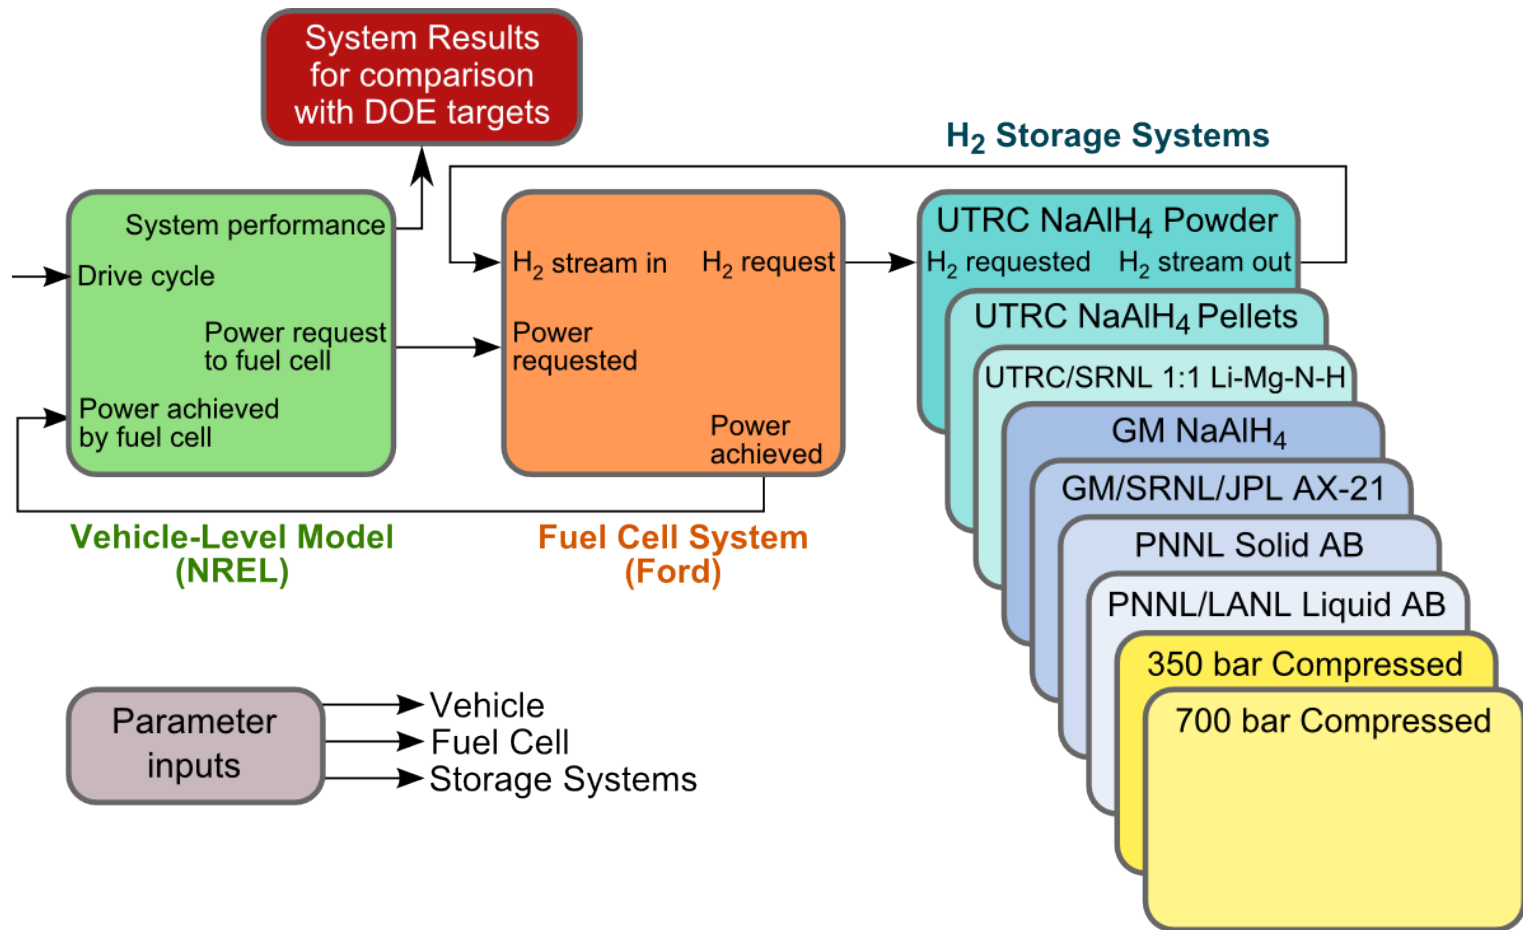 System Results
for comparison
with DOE targets
H₂ Storage Systems
System performance
Drive cycle
Power request
to fuel cell
Power achieved
by fuel cell
Vehicle-Level Model
(NREL)
H₂ stream in
H₂ request
Power
requested
Power
achieved
Fuel Cell System
(Ford)
UTRC NaAlH₄ Powder
H₂ requested
H₂ stream out
UTRC NaAlH₄ Pellets
UTRC/SRNL 1:1 Li-Mg-N-H
GM NaAlH₄
GM/SRNL/JPL AX-21
PNNL Solid AB
PNNL/LANL Liquid AB
350 bar Compressed
700 bar Compressed
Parameter
inputs
Vehicle
Fuel Cell
Storage Systems